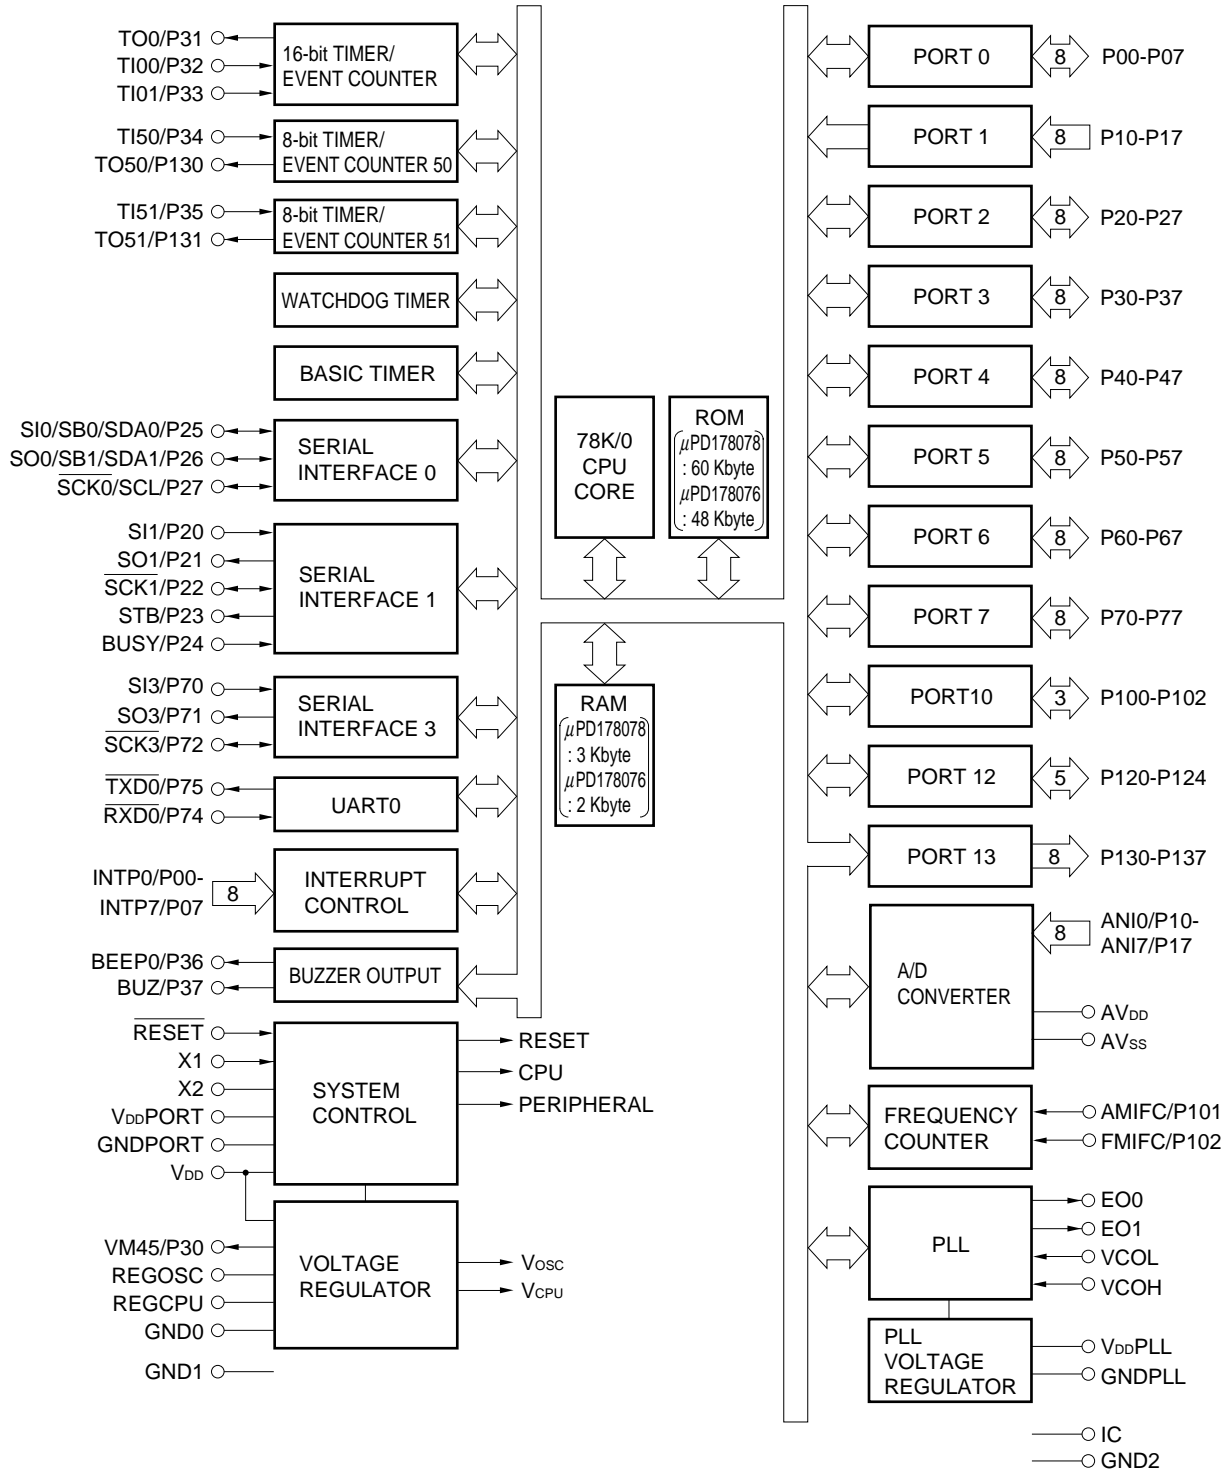 TO0/P31
TI00/P32
TI01/P33
16-bit TIMER/
EVENT COUNTER
TI50/P34
TO50/P130
8-bit TIMER/
EVENT COUNTER 50
TI51/P35
TO51/P131
8-bit TIMER/
EVENT COUNTER 51
WATCHDOG TIMER
BASIC TIMER
SI0/SB0/SDA0/P25
SO0/SB1/SDA1/P26
SCK0/SCL/P27
SERIAL
INTERFACE 0
SI1/P20
SO1/P21
SCK1/P22
STB/P23
BUSY/P24
SERIAL
INTERFACE 1
SI3/P70
SO3/P71
SCK3/P72
SERIAL
INTERFACE 3
TXD0/P75
RXD0/P74
UART0
INTP0/P00-
INTP7/P07
8
INTERRUPT
CONTROL
BEEP0/P36
BUZ/P37
BUZZER OUTPUT
RESET
X1
X2
VDDPORT
GNDPORT
VDD
SYSTEM
CONTROL
RESET
CPU
PERIPHERAL
VM45/P30
REGOSC
REGCPU
GND0
GND1
VOLTAGE
REGULATOR
VOSC
VCPU
78K/0
CPU
CORE
ROM
μPD178078
: 60 Kbyte
μPD178076
: 48 Kbyte
RAM
μPD178078
: 3 Kbyte
μPD178076
: 2 Kbyte
PORT 0
8
P00-P07
PORT 1
8
P10-P17
PORT 2
8
P20-P27
PORT 3
8
P30-P37
PORT 4
8
P40-P47
PORT 5
8
P50-P57
PORT 6
8
P60-P67
PORT 7
8
P70-P77
PORT10
3
P100-P102
PORT 12
5
P120-P124
PORT 13
8
P130-P137
A/D
CONVERTER
8
ANI0/P10-
ANI7/P17
AVDD
AVSS
FREQUENCY
COUNTER
AMIFC/P101
FMIFC/P102
PLL
EO0
EO1
VCOL
VCOH
PLL
VOLTAGE
REGULATOR
VDDPLL
GNDPLL
IC
GND2